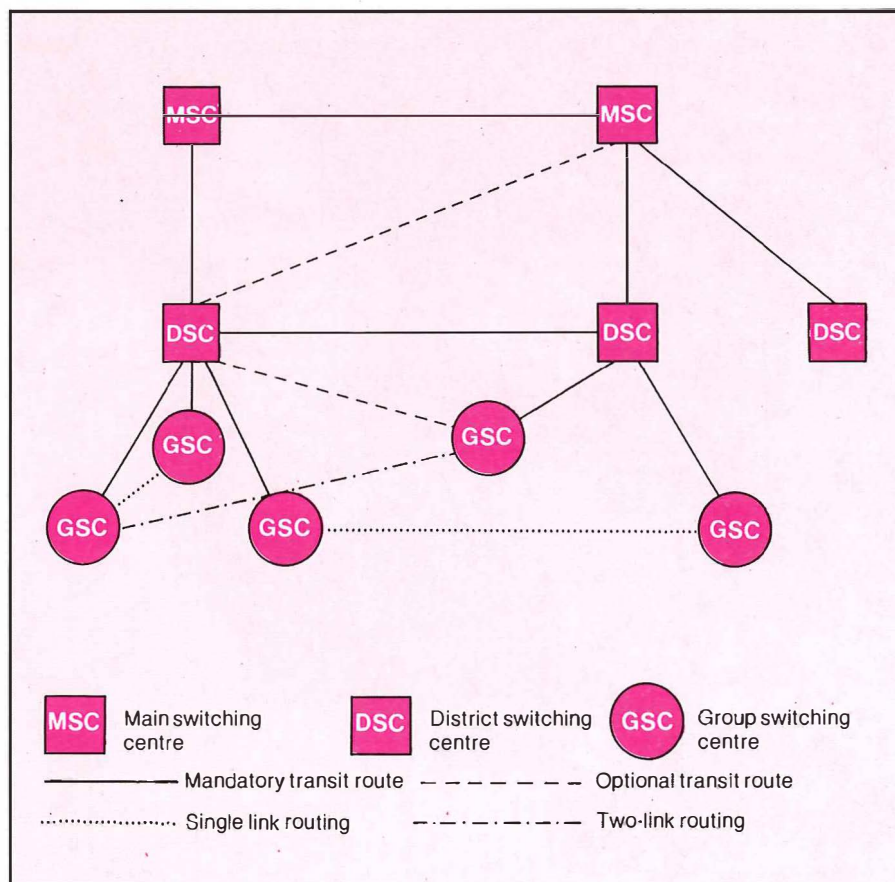 MSC
MSC
DSC
DSC
DSC
GSC
GSC
GSC
GSC
GSC
MSC
Main switching
centre
DSC
District switching
centre
GSC
Group switching
centre
Mandatory transit route
Optional transit route
Single link routing
Two-link routing